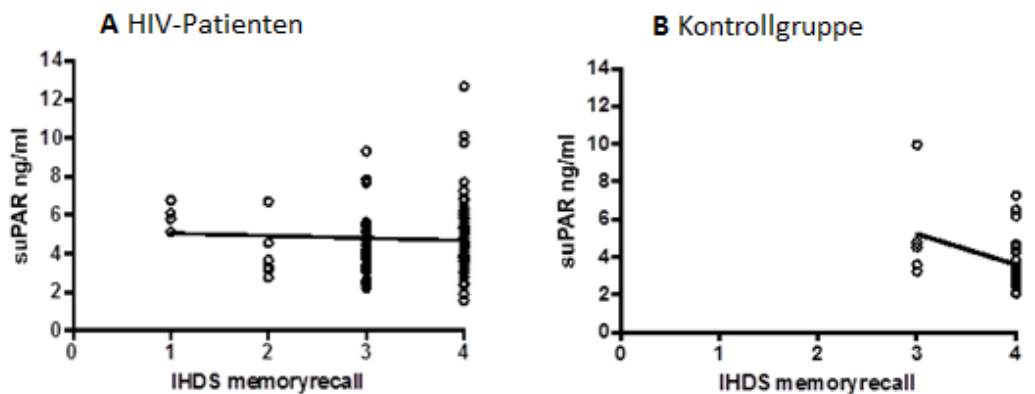 A HIV-Patienten
14
12
10
8
6
4
2
0
suPAR ng/ml
0 1 2 3 4
IHDS memoryrecall
B Kontrollgruppe
14
12
10
8
6
4
2
0
suPAR ng/ml
0 1 2 3 4
IHDS memoryrecall